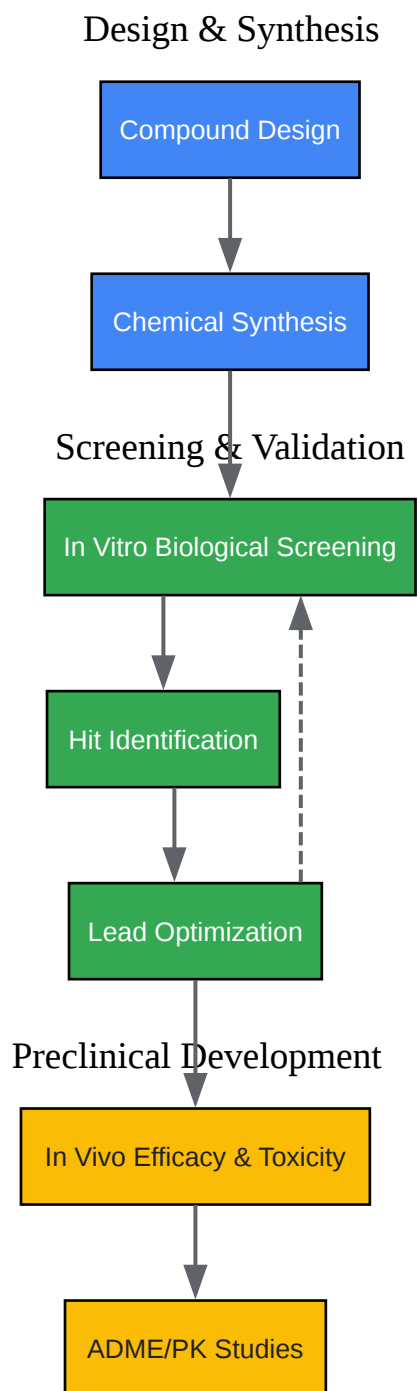 Design & Synthesis
Compound Design
Chemical Synthesis
Screening & Validation
In Vitro Biological Screening
Hit Identification
Lead Optimization
Preclinical Development
In Vivo Efficacy & Toxicity
ADME/PK Studies